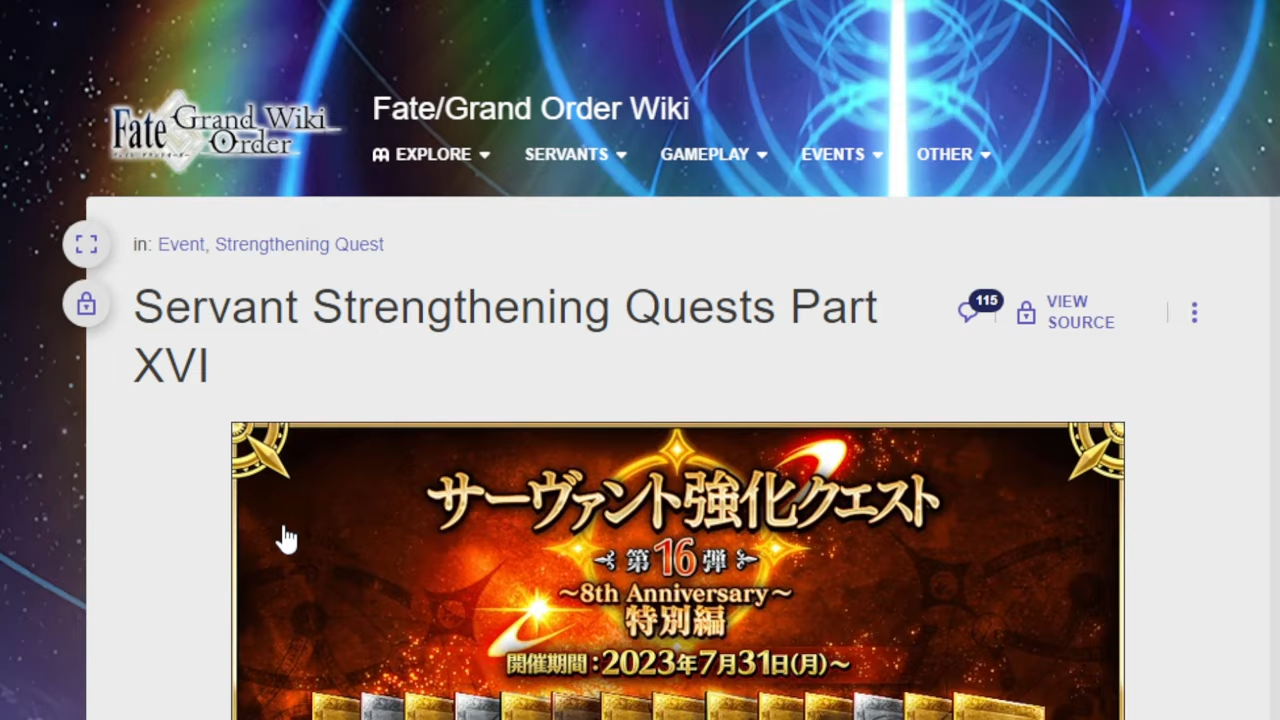 Fate Grand Wiki
Order
Fate/Grand Order Wiki
EXPLORE
SERVANTS
GAMEPLAY
EVENTS
OTHER
in: Event, Strengthening Quest
Servant Strengthening Quests Part
XVI
115
VIEW
SOURCE
サーヴァント強化クエスト
第16弾
～8th Anniversary～
特別編
開催期間：2023年7月31日(月)～